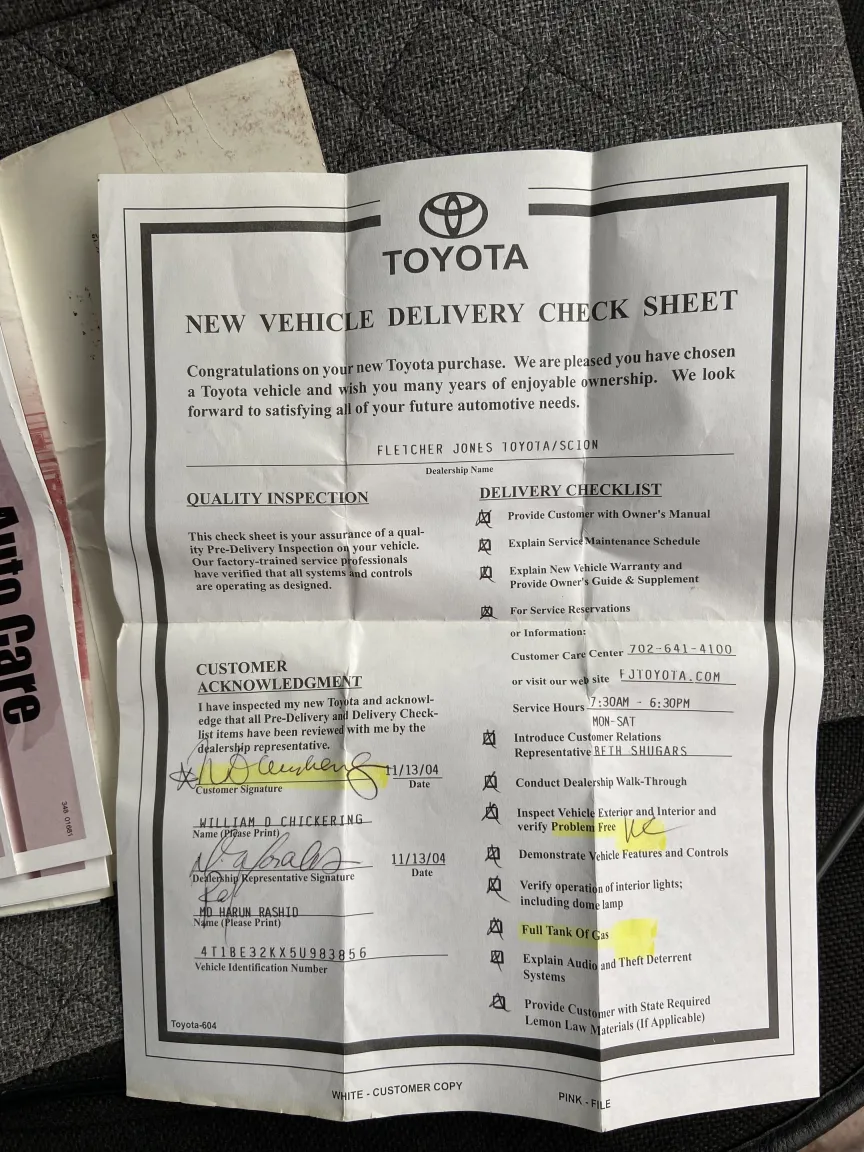 TOYOTA
NEW VEHICLE DELIVERY CHECK SHEET
Congratulations on your new Toyota purchase. We are pleased you have chosen
a Toyota vehicle and wish you many years of enjoyable ownership. We look
forward to satisfying all of your future automotive needs.
FLETCHER JONES TOYOTA/SCION
Dealership Name
QUALITY INSPECTION
This check sheet is your assurance of a qual-
ity Pre-Delivery Inspection on your vehicle.
Our factory-trained service professionals
have verified that all systems and controls
are operating as designed.
CUSTOMER
ACKNOWLEDGMENT
I have inspected my new Toyota and acknowl-
edge that all Pre-Delivery and Delivery Check-
list items have been reviewed with me by the
dealership representative.
11/13/04
Customer Signature Date
WILLIAM D CHICKERING
Name (Please Print)
11/13/04
Dealership Representative Signature Date
MD HARUN RASHID
Name (Please Print)
4T1BE32KX5U983856
Vehicle Identification Number
Toyota-604
DELIVERY CHECKLIST
Provide Customer with Owner's Manual
Explain Service Maintenance Schedule
Explain New Vehicle Warranty and
Provide Owner's Guide & Supplement
For Service Reservations
or Information:
Customer Care Center 702-641-4100
or visit our web site FJTOYOTA.COM
Service Hours 7:30AM - 6:30PM
MON-SAT
Introduce Customer Relations
Representative BETH SHUGARS
Conduct Dealership Walk-Through
Inspect Vehicle Exterior and Interior and
verify Problem Free
Demonstrate Vehicle Features and Controls
Verify operation of interior lights;
including dome lamp
Full Tank Of Gas
Explain Audio and Theft Deterrent
Systems
Provide Customer with State Required
Lemon Law Materials (If Applicable)
WHITE - CUSTOMER COPY PINK - FILE
Auto Care